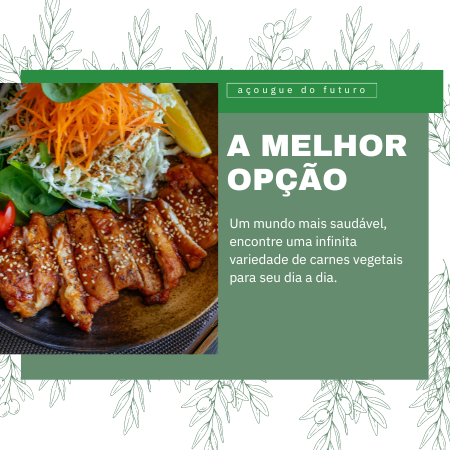 açougue do futuro
A MELHOR
OPÇÃO
Um mundo mais saudável,
encontre uma infinita
variedade de carnes vegetais
para seu dia a dia.